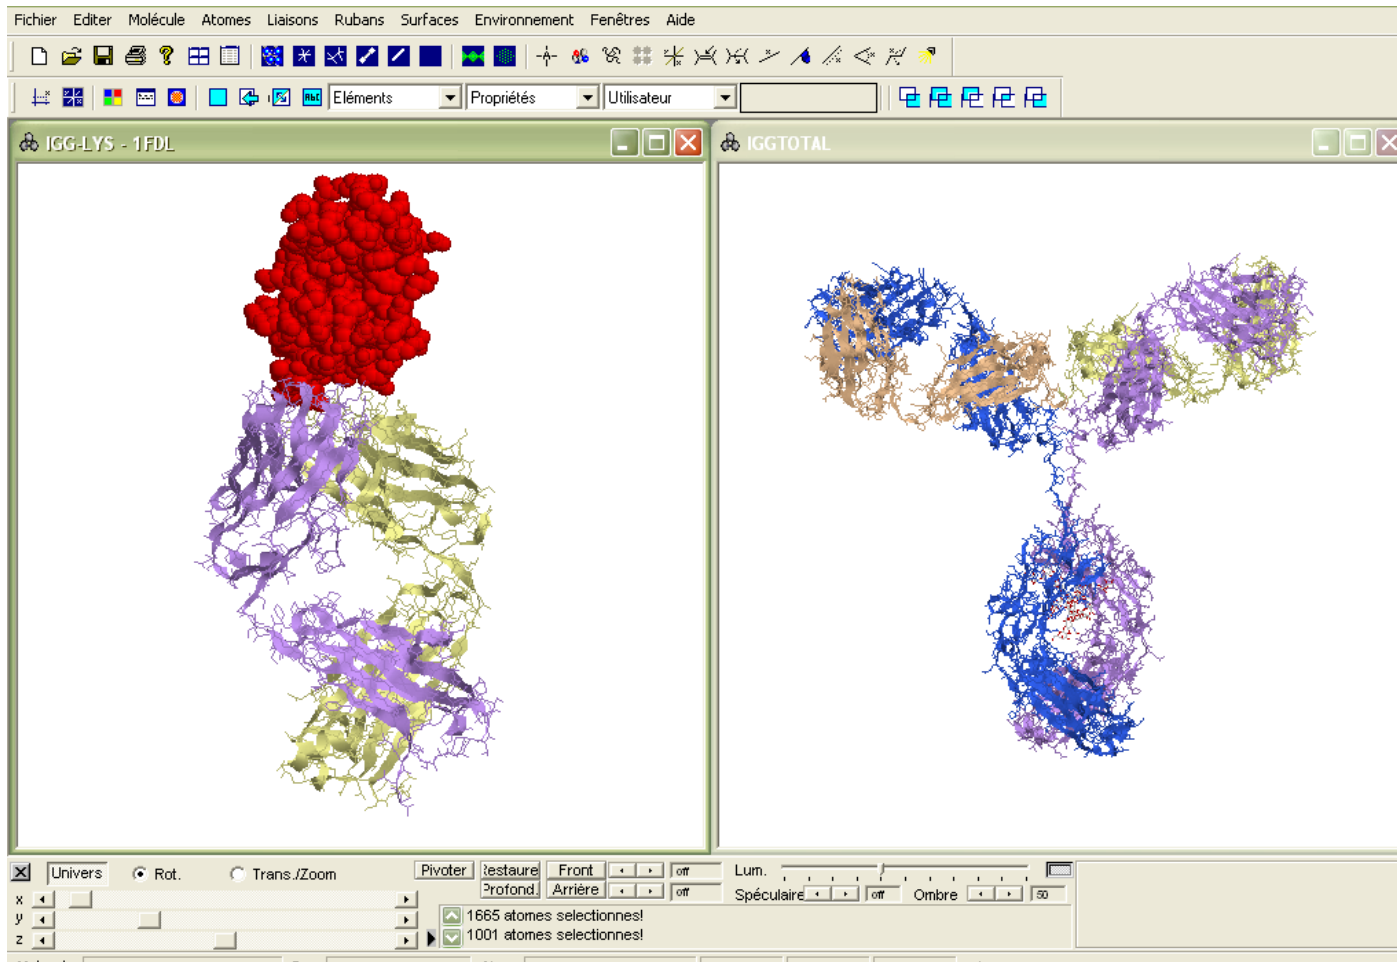 Fichier Editer Molécule Atomes Liaisons Rubans Surfaces Environnement Fenêtres Aide
Abc Eléments Propriétés Utilisateur
IGG-LYS - 1FDL
IGGTOTAL
Univers Rot. Trans./Zoom Pivoter Restaure Front off Lum.
Profond. Arrière off Spéculaire off Ombre 50
x
y 1665 atomes selectionnes!
z 1001 atomes selectionnes!